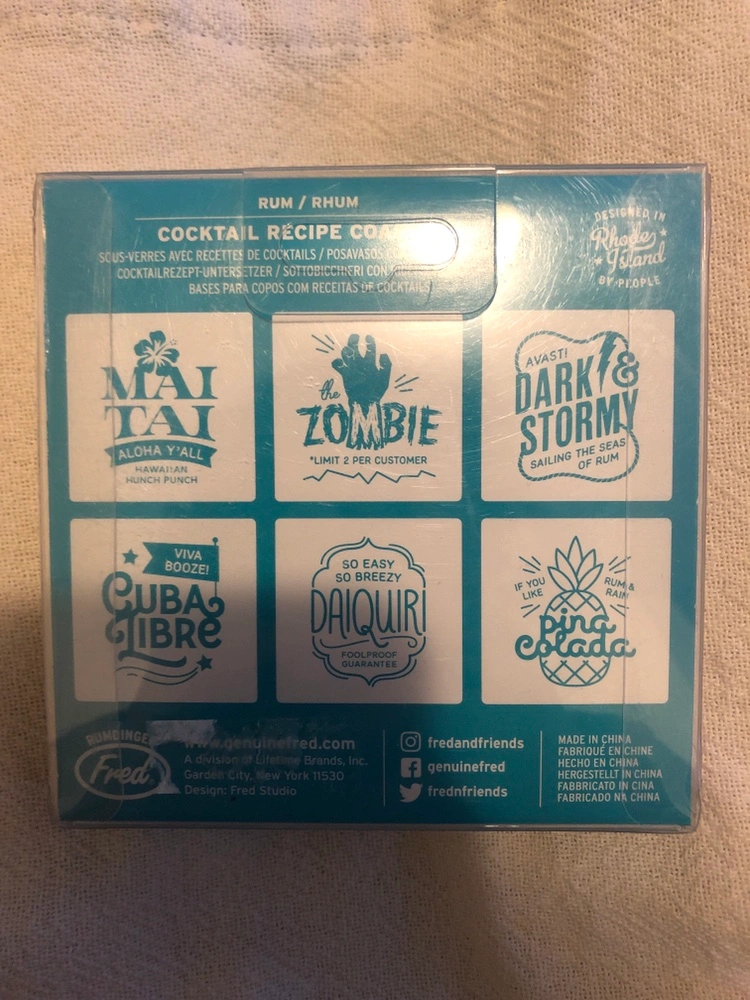 RUM / RHUM
COCKTAIL RECIPE
SOUS-VERRES AVEC RECETTES DE COCKTAILS / POSAVASOS
COCKTAILREZEPT-UNTERSETZER / SOTTOBICCHIERI CON
BASES PARA COPOS COM RECEITAS DE COCKTAILS
DESIGNED IN
Rhode
Island
BY PEOPLE
MAI
TAI
ALOHA Y'ALL
HAWAIIAN
HUNCH PUNCH
the
ZOMBIE
*LIMIT 2 PER CUSTOMER
AVAST!
DARK &
STORMY
SAILING THE SEAS
OF RUM
VIVA
BOOZE!
CUBA
LIBRE
SO EASY
SO BREEZY
DAIQUIRI
FOOLPROOF
GUARANTEE
IF YOU
LIKE
RUM &
RAIN
pina
colada
RUMDINGER
Fred
www.genuinefred.com
A division of Lifetime Brands, Inc.
Garden City, New York 11530
Design: Fred Studio
fredandfriends
genuinefred
frednfriends
MADE IN CHINA
FABRIQUÉ EN CHINE
HECHO EN CHINA
HERGESTELLT IN CHINA
FABBRICATO IN CINA
FABRICADO NA CHINA